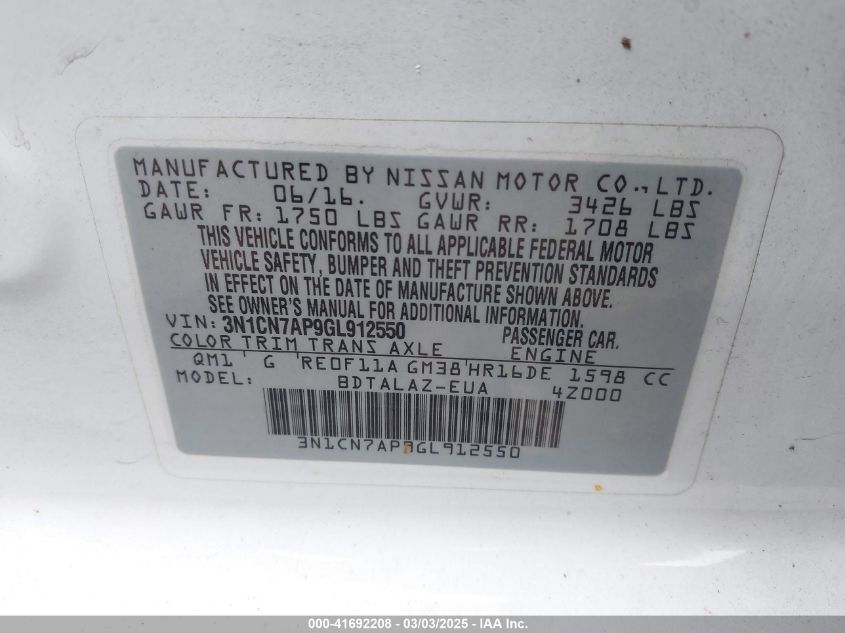 MANUFACTURED BY NISSAN MOTOR CO., LTD.
DATE: 06/16. GVWR: 3426 LBS
GAWR FR: 1750 LBS GAWR RR: 1708 LBS
THIS VEHICLE CONFORMS TO ALL APPLICABLE FEDERAL MOTOR
VEHICLE SAFETY, BUMPER AND THEFT PREVENTION STANDARDS
IN EFFECT ON THE DATE OF MANUFACTURE SHOWN ABOVE.
SEE OWNER'S MANUAL FOR ADDITIONAL INFORMATION.
VIN: 3N1CN7AP9GL912550 PASSENGER CAR.
COLOR TRIM TRANS AXLE ENGINE
QM1 ' G 'RE0F11A GM38'HR16DE 1598 CC
MODEL: BDTALAZ-EUA 4Z000
3N1CN7AP9GL912550
000-41692208 - 03/03/2025 - IAA Inc.